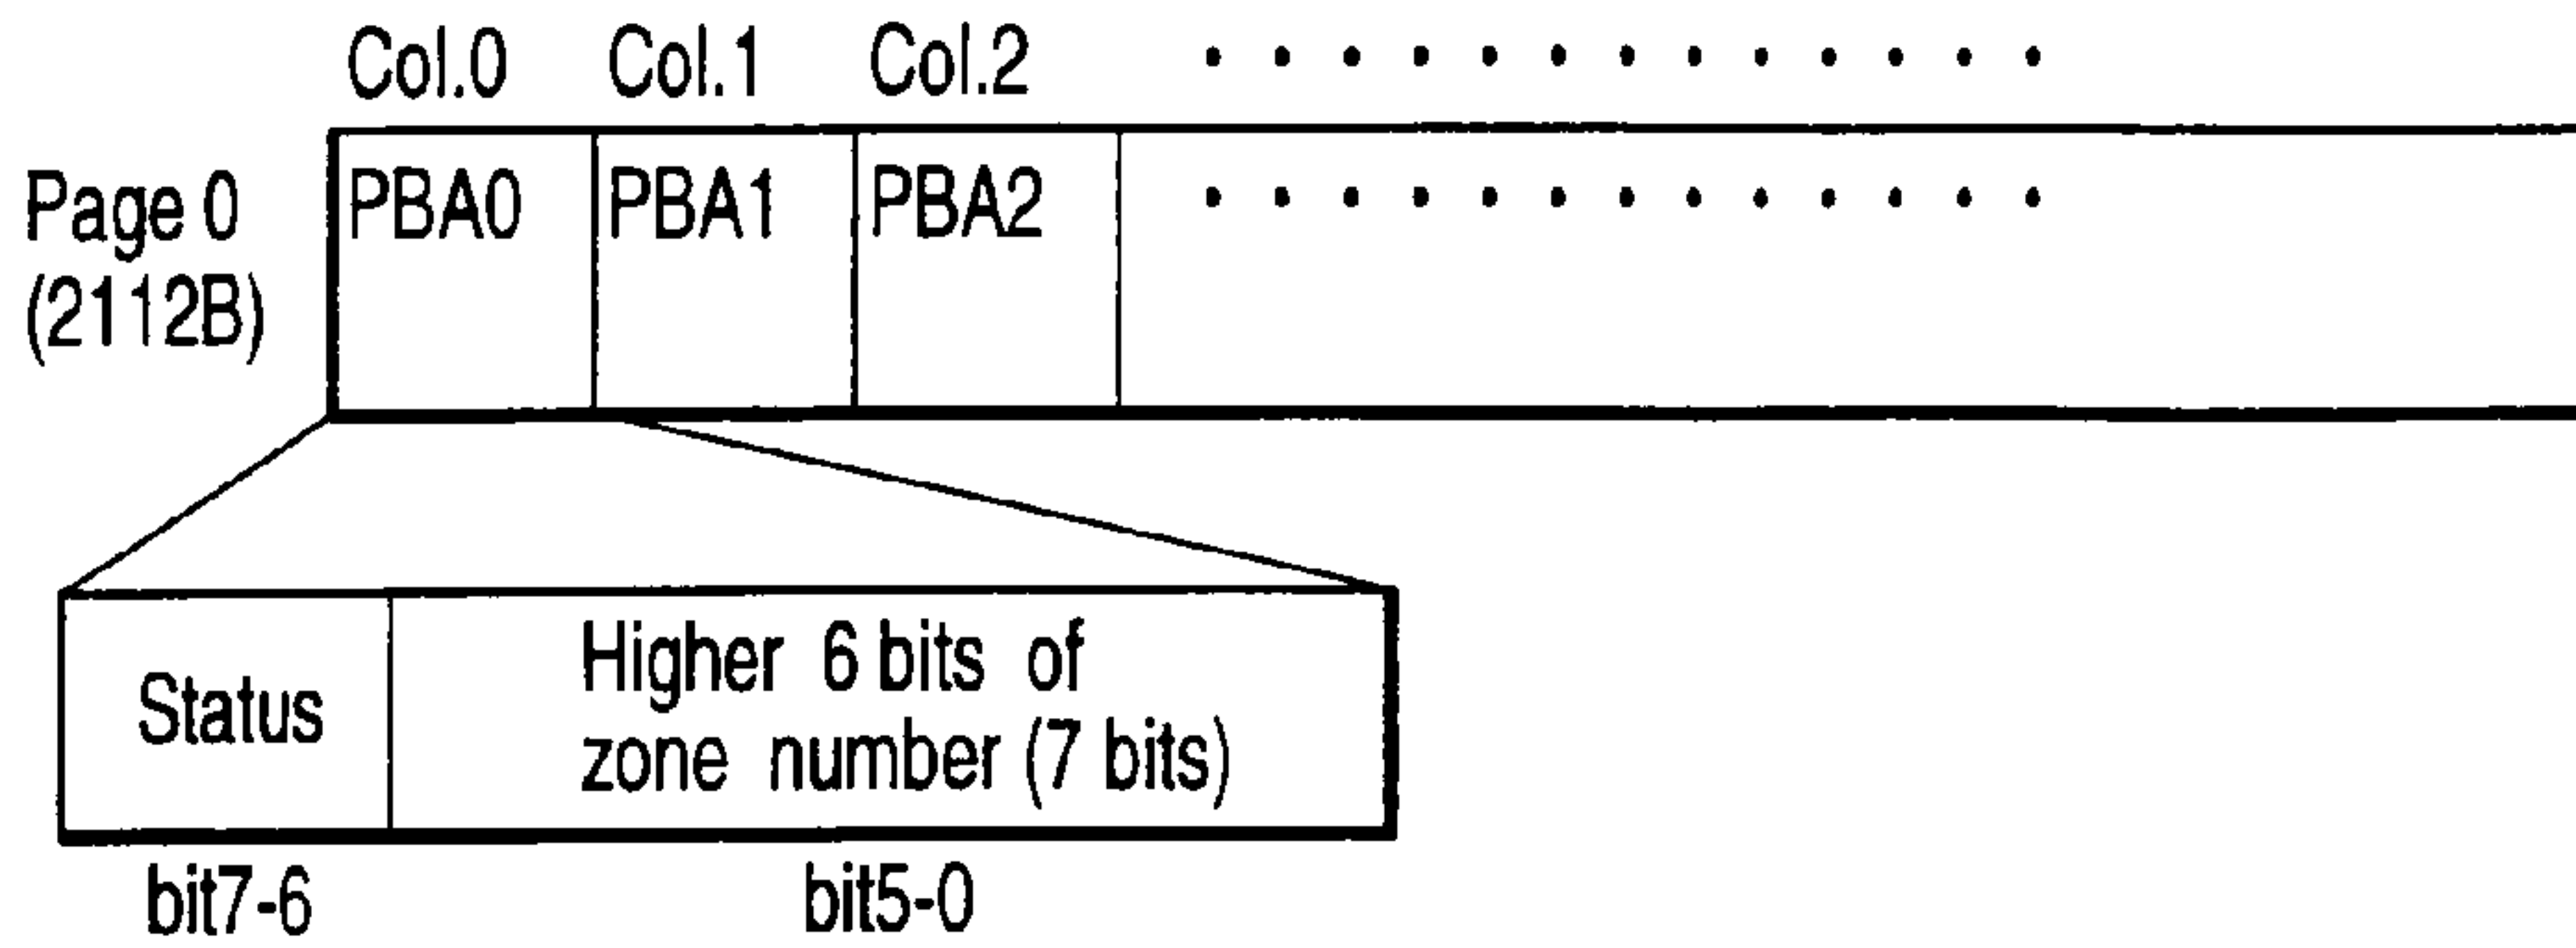 Col.0 Col.1 Col.2 . . . . . . . . . . . . .
Page 0 PBA0 PBA1 PBA2 . . . . . . . . . . . . .
(2112B)
Status
Higher 6 bits of
zone number (7 bits)
bit7-6 bit5-0